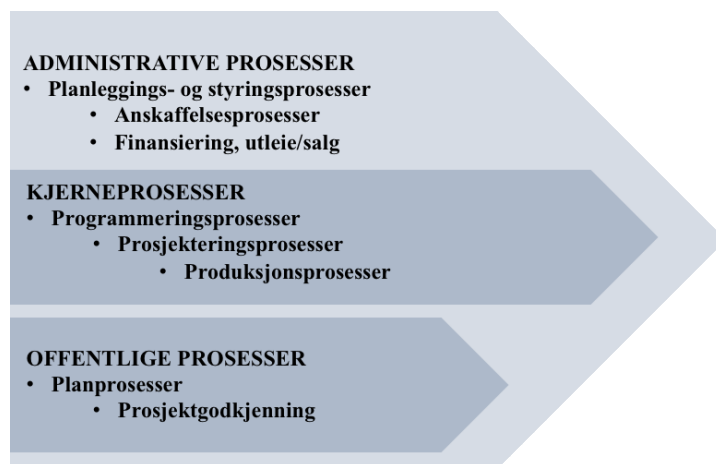 ADMINISTRATIVE PROSESSER
• Planleggings- og styringsprosesser
• Anskaffelsesprosesser
• Finansiering, utleie/salg
KJERNEPROSESSER
• Programmeringsprosesser
• Prosjekteringsprosesser
• Produksjonsprosesser
OFFENTLIGE PROSESSER
• Planprosesser
• Prosjektgodkjenning